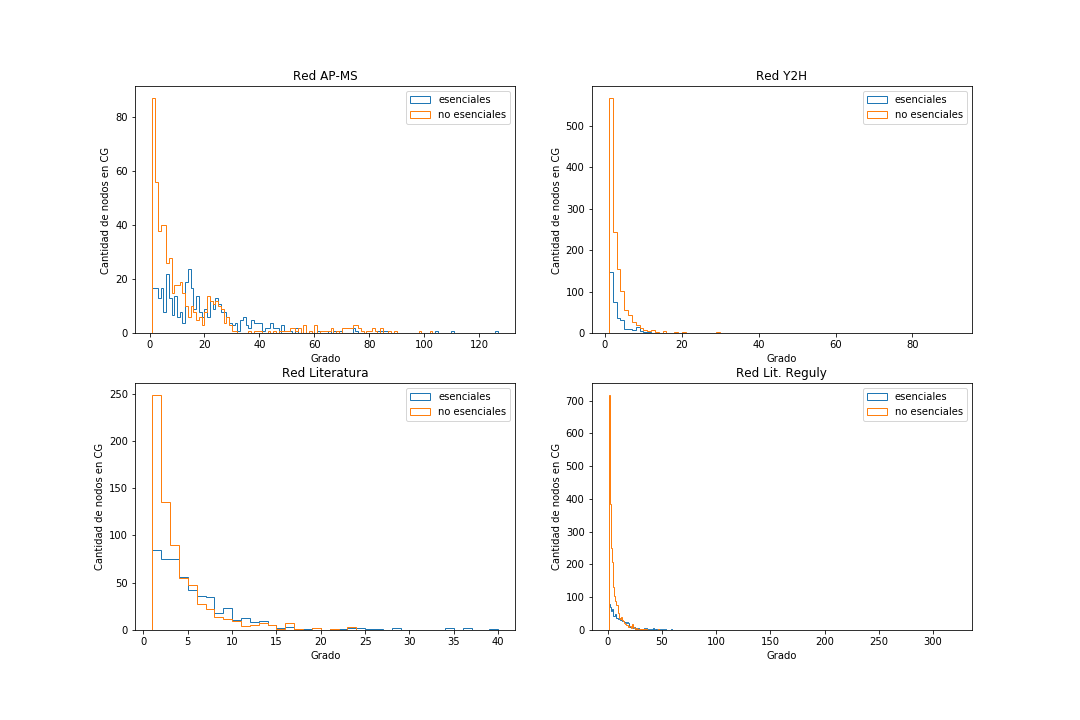 Red AP-MS
Cantidad de nodos en CG
80
60
40
20
0
esenciales
no esenciales
0 20 40 60 80 100 120
Grado
Red Y2H
Cantidad de nodos en CG
500
400
300
200
100
0
esenciales
no esenciales
0 20 40 60 80
Grado
Red Literatura
Cantidad de nodos en CG
250
200
150
100
50
0
esenciales
no esenciales
0 5 10 15 20 25 30 35 40
Grado
Red Lit. Reguly
Cantidad de nodos en CG
700
600
500
400
300
200
100
0
esenciales
no esenciales
0 50 100 150 200 250 300
Grado